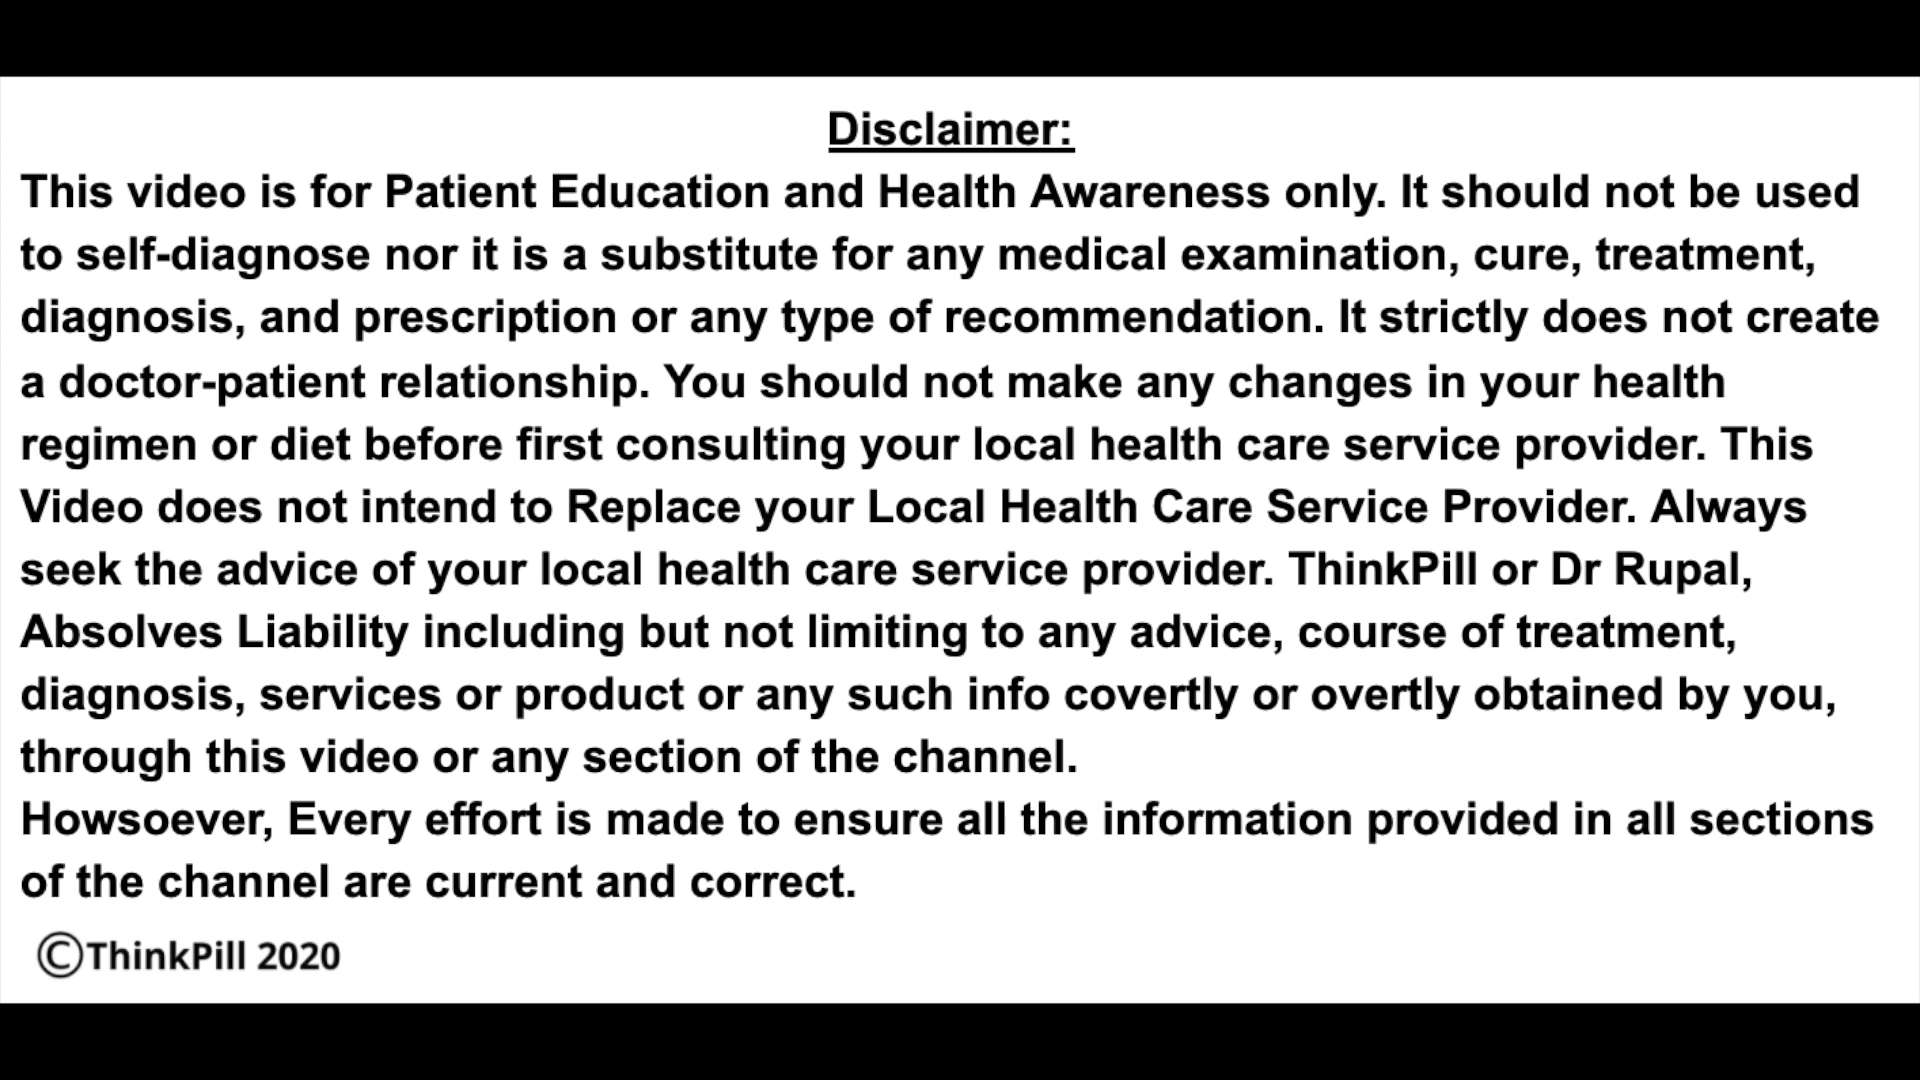 Disclaimer:
This video is for Patient Education and Health Awareness only. It should not be used
to self-diagnose nor it is a substitute for any medical examination, cure, treatment,
diagnosis, and prescription or any type of recommendation. It strictly does not create
a doctor-patient relationship. You should not make any changes in your health
regimen or diet before first consulting your local health care service provider. This
Video does not intend to Replace your Local Health Care Service Provider. Always
seek the advice of your local health care service provider. ThinkPill or Dr Rupal,
Absolves Liability including but not limiting to any advice, course of treatment,
diagnosis, services or product or any such info covertly or overtly obtained by you,
through this video or any section of the channel.
Howsoever, Every effort is made to ensure all the information provided in all sections
of the channel are current and correct.
©ThinkPill 2020